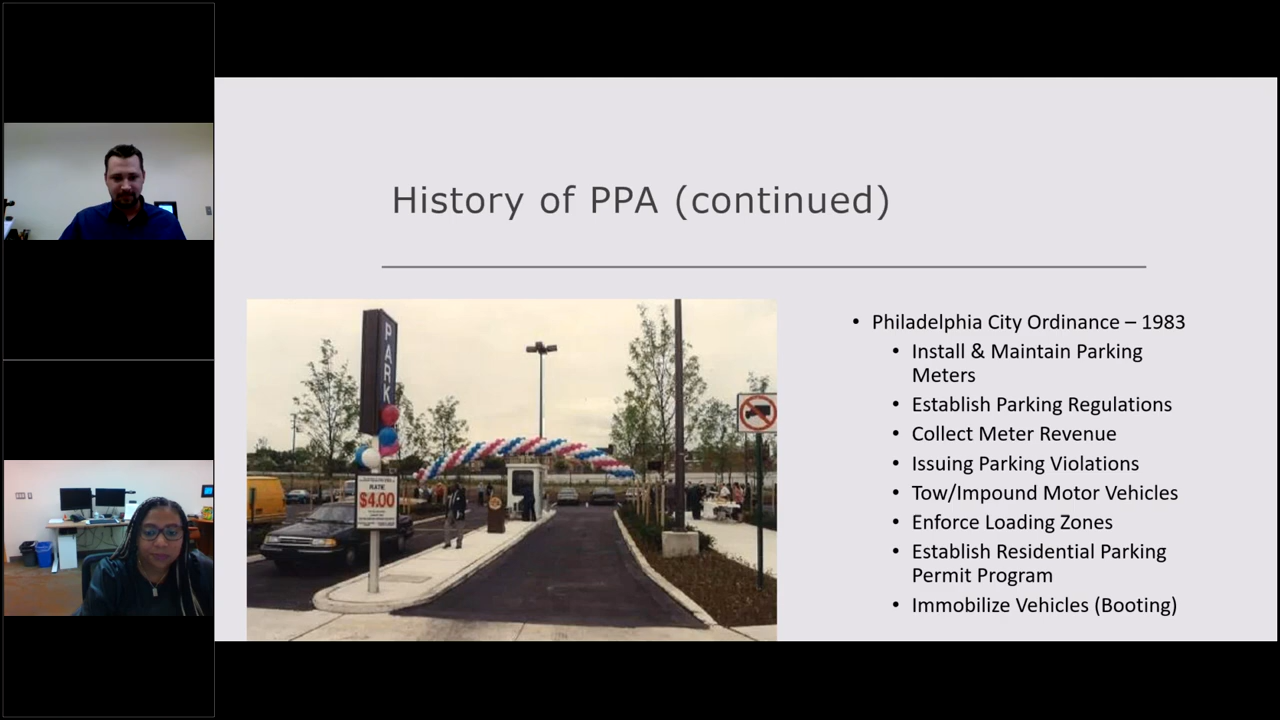 History of PPA (continued)
PARK
RATE
$4.00
• Philadelphia City Ordinance – 1983
• Install & Maintain Parking
Meters
• Establish Parking Regulations
• Collect Meter Revenue
• Issuing Parking Violations
• Tow/Impound Motor Vehicles
• Enforce Loading Zones
• Establish Residential Parking
Permit Program
• Immobilize Vehicles (Booting)